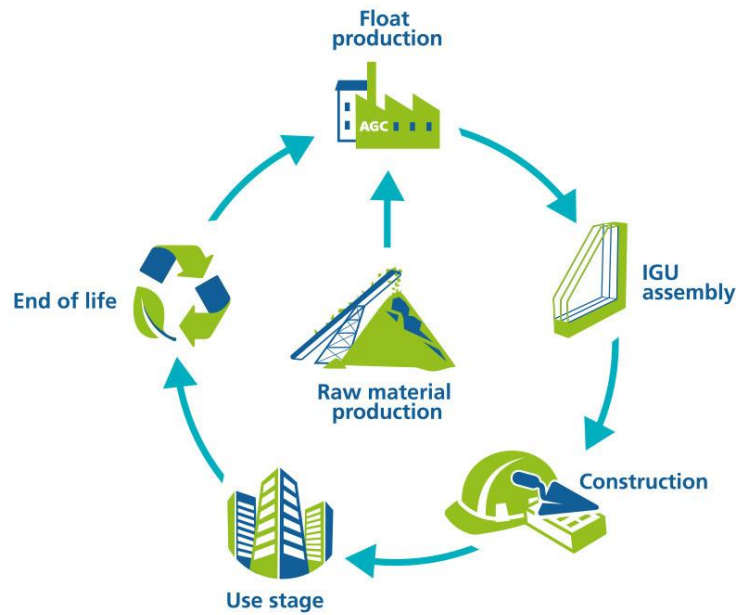 Float
production
AGC
IGU
assembly
End of life
Raw material
production
Construction
Use stage